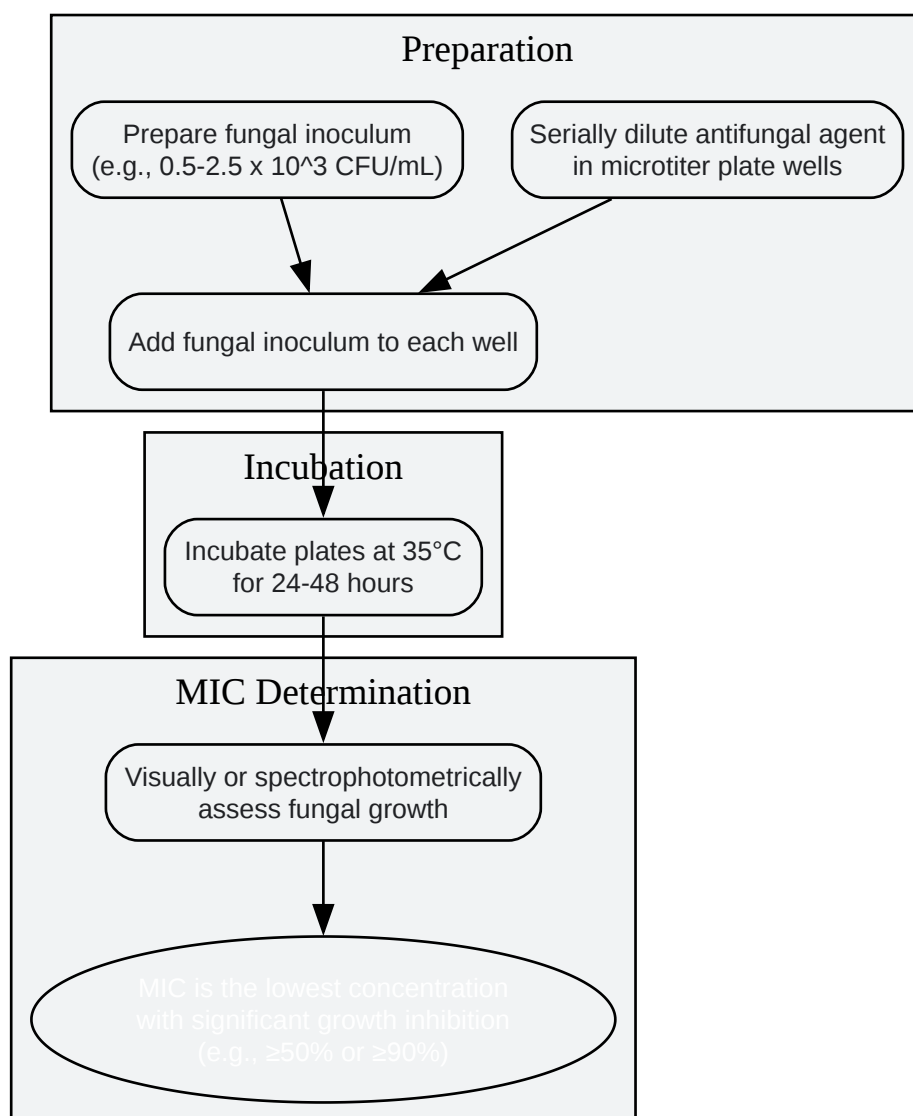 Preparation
Prepare fungal inoculum
(e.g., 0.5-2.5 x 10^3 CFU/mL)
Serially dilute antifungal agent
in microtiter plate wells
Add fungal inoculum to each well
Incubation
Incubate plates at 35°C
for 24-48 hours
MIC Determination
Visually or spectrophotometrically
assess fungal growth
MIC is the lowest concentration
with significant growth inhibition
(e.g., ≥50% or ≥90%)